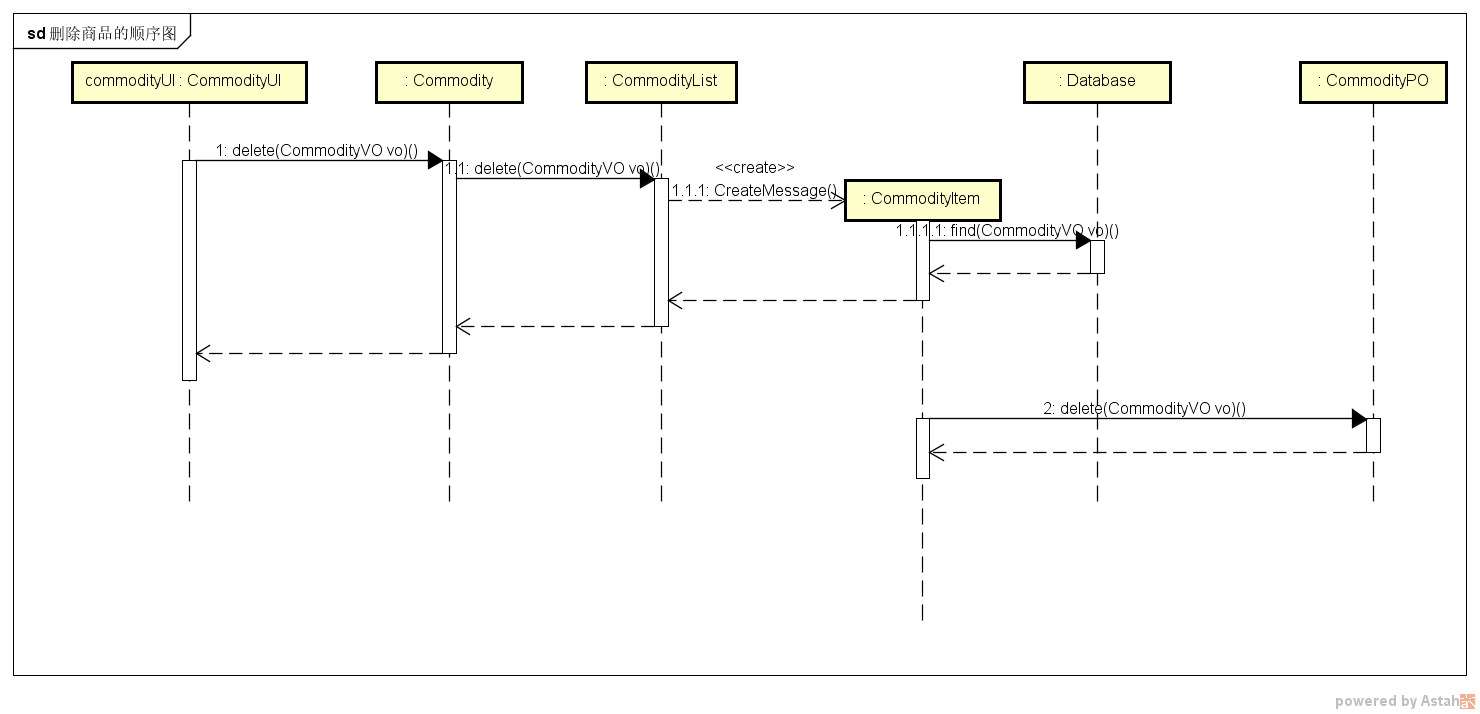 sd 删除商品的顺序图
commodityUI : CommodityUI
: Commodity
: CommodityList
: Database
: CommodityPO
1: delete(CommodityVO vo)()
1.1: delete(CommodityVO vo)()
<<create>>
1.1.1: CreateMessage()
: CommodityItem
1.1.1.1: find(CommodityVO vo)()
2: delete(CommodityVO vo)()
powered by Astah